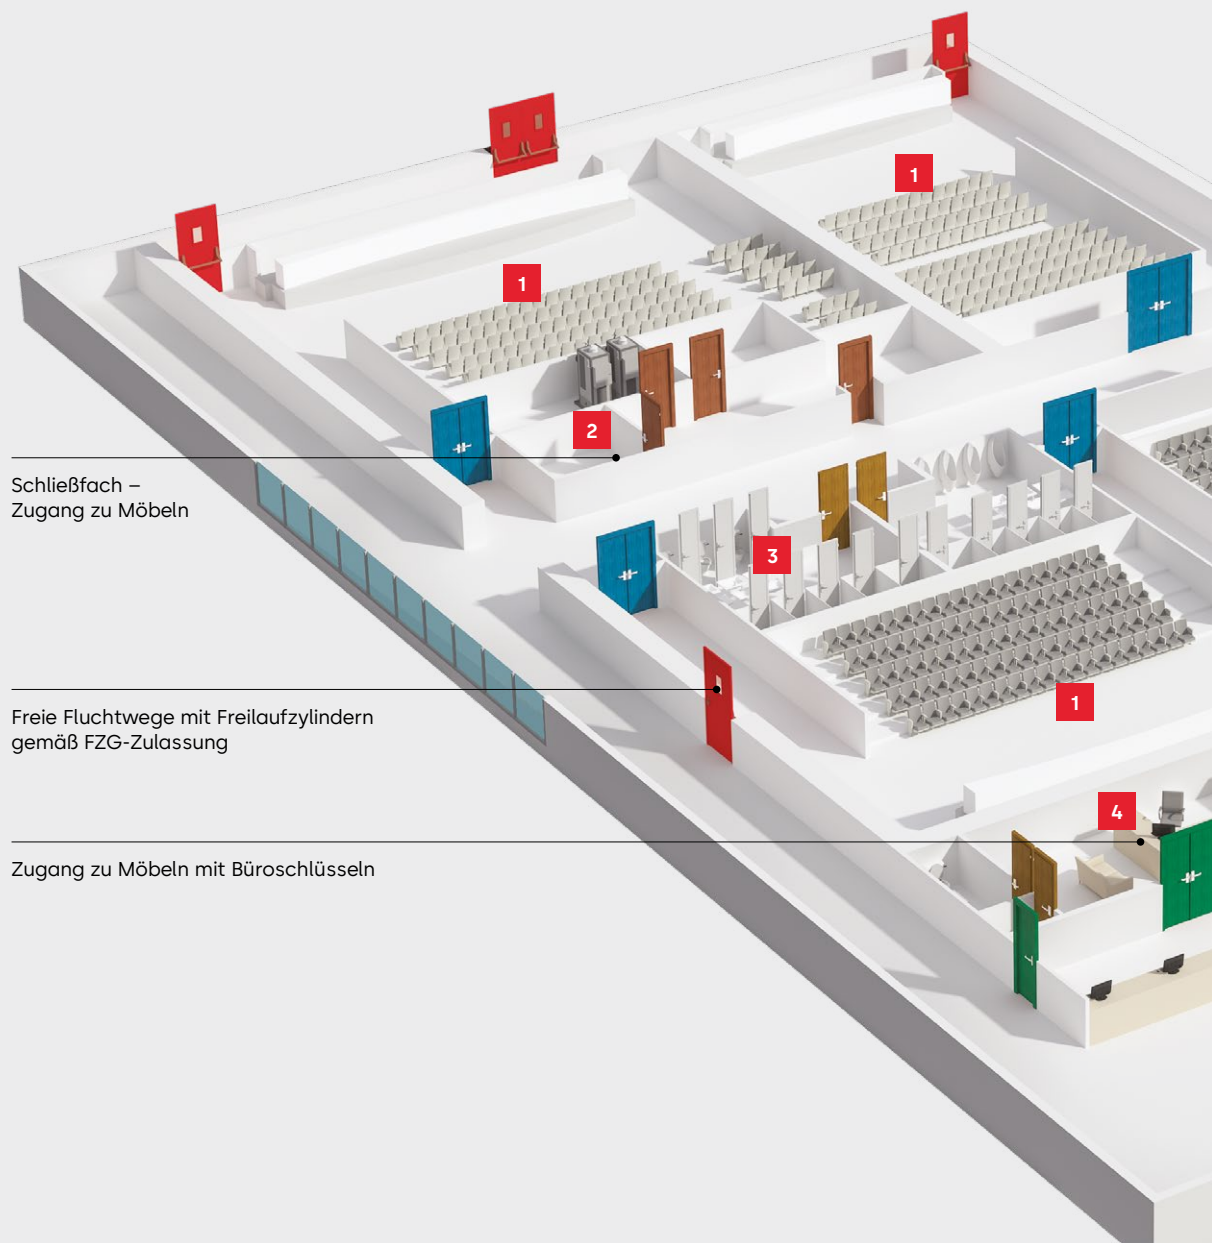 1
1
2
Schließfach –
Zugang zu Möbeln
3
Freie Fluchtwege mit Freilaufzylindern
gemäß FZG-Zulassung
1
4
Zugang zu Möbeln mit Büroschlüsseln